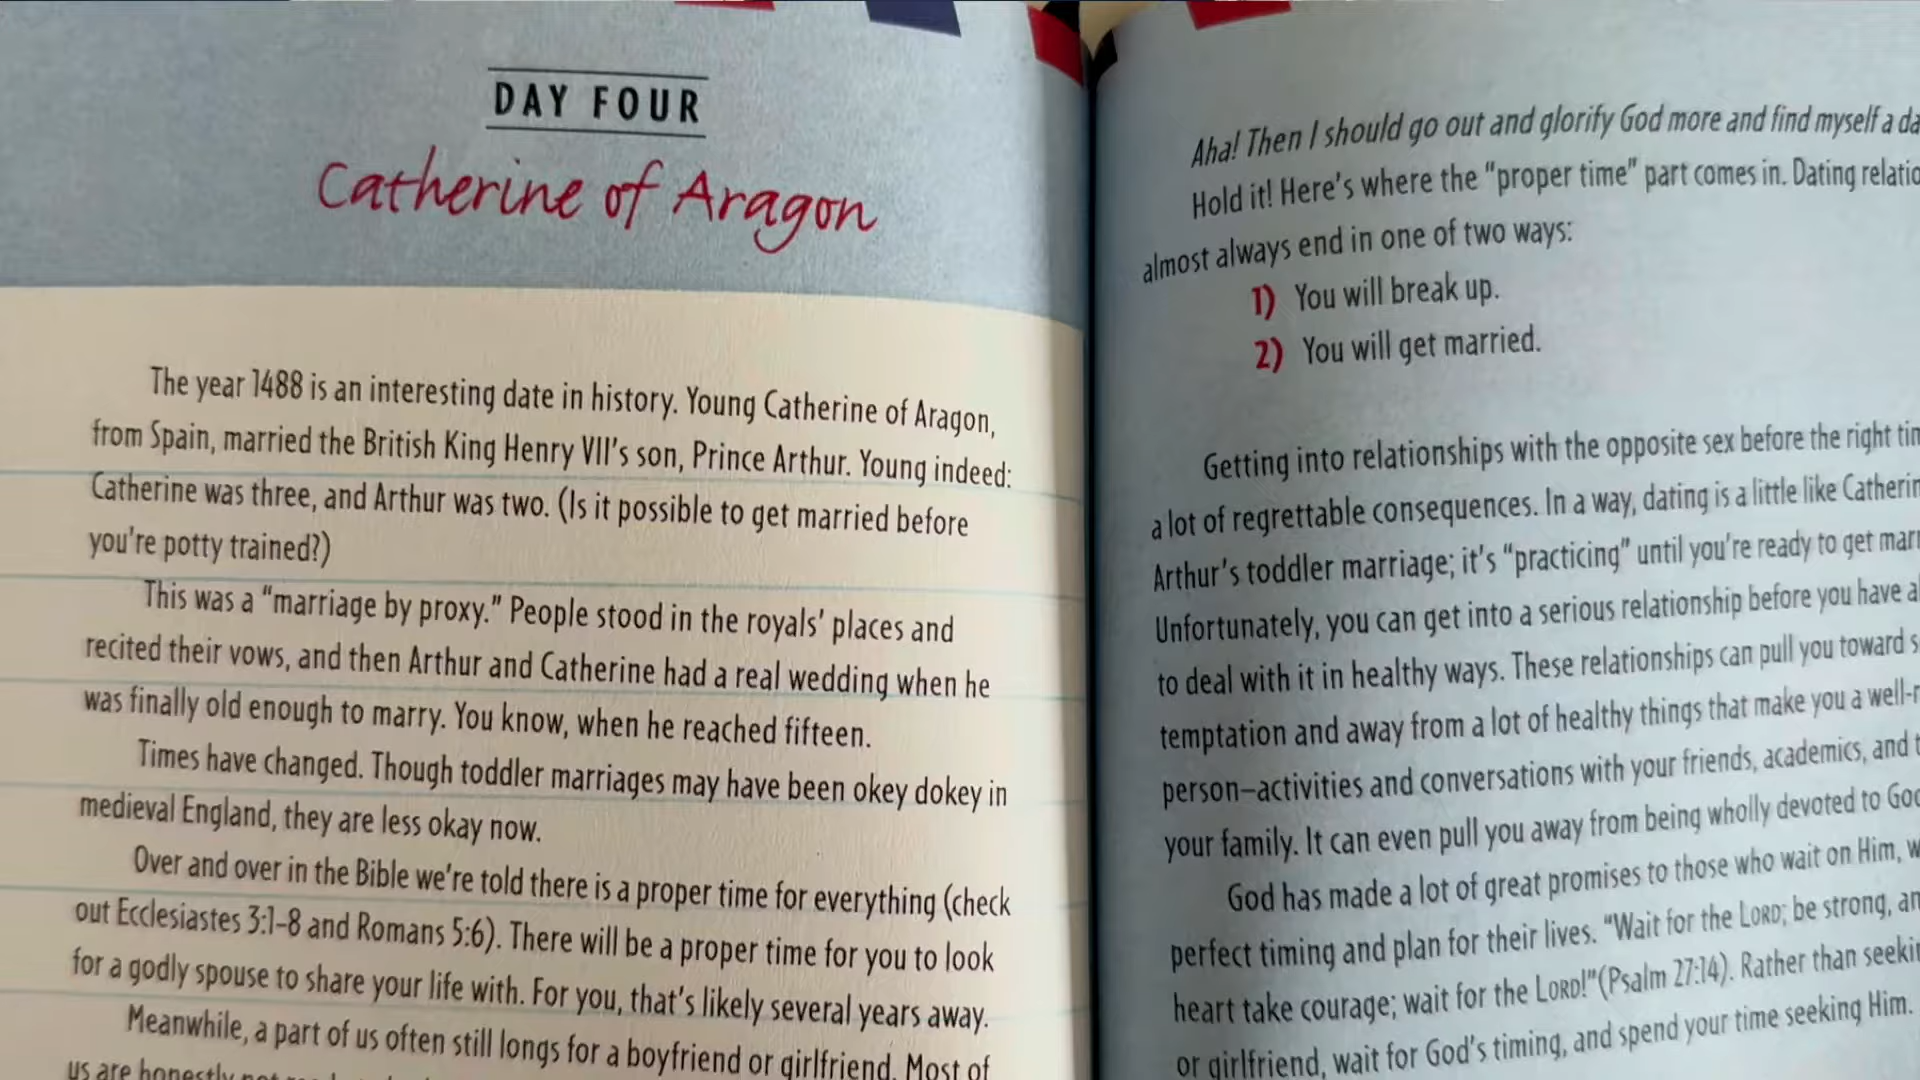 DAY FOUR
Catherine of Aragon
The year 1488 is an interesting date in history. Young Catherine of Aragon,
from Spain, married the British King Henry VII's son, Prince Arthur. Young indeed:
Catherine was three, and Arthur was two. (Is it possible to get married before
you're potty trained?)
This was a “marriage by proxy.” People stood in the royals' places and
recited their vows, and then Arthur and Catherine had a real wedding when he
was finally old enough to marry. You know, when he reached fifteen.
Times have changed. Though toddler marriages may have been okey dokey in
medieval England, they are less okay now.
Over and over in the Bible we're told there is a proper time for everything (check
out Ecclesiastes 3:1–8 and Romans 5:6). There will be a proper time for you to look
for a godly spouse to share your life with. For you, that's likely several years away.
Meanwhile, a part of us often still longs for a boyfriend or girlfriend. Most of
us are honestly
Aha! Then I should go out and glorify God more and find myself a
Hold it! Here's where the “proper time” part comes in. Dating
almost always end in one of two ways:
1) You will break up.
2) You will get married.
Getting into relationships with the opposite sex before the right
a lot of regrettable consequences. In a way, dating is a little like
Arthur's toddler marriage; it's “practicing” until you're ready to get
Unfortunately, you can get into a serious relationship before you have
to deal with it in healthy ways. These relationships can pull you toward
temptation and away from a lot of healthy things that make you a
person—activities and conversations with your friends, academics, and
your family. It can even pull you away from being wholly devoted to
God has made a lot of great promises to those who wait on Him,
perfect timing and plan for their lives. “Wait for the LORD; be strong,
heart take courage; wait for the LORD!”(Psalm 27:14). Rather than
or girlfriend, wait for God's timing, and spend your time seeking Him.